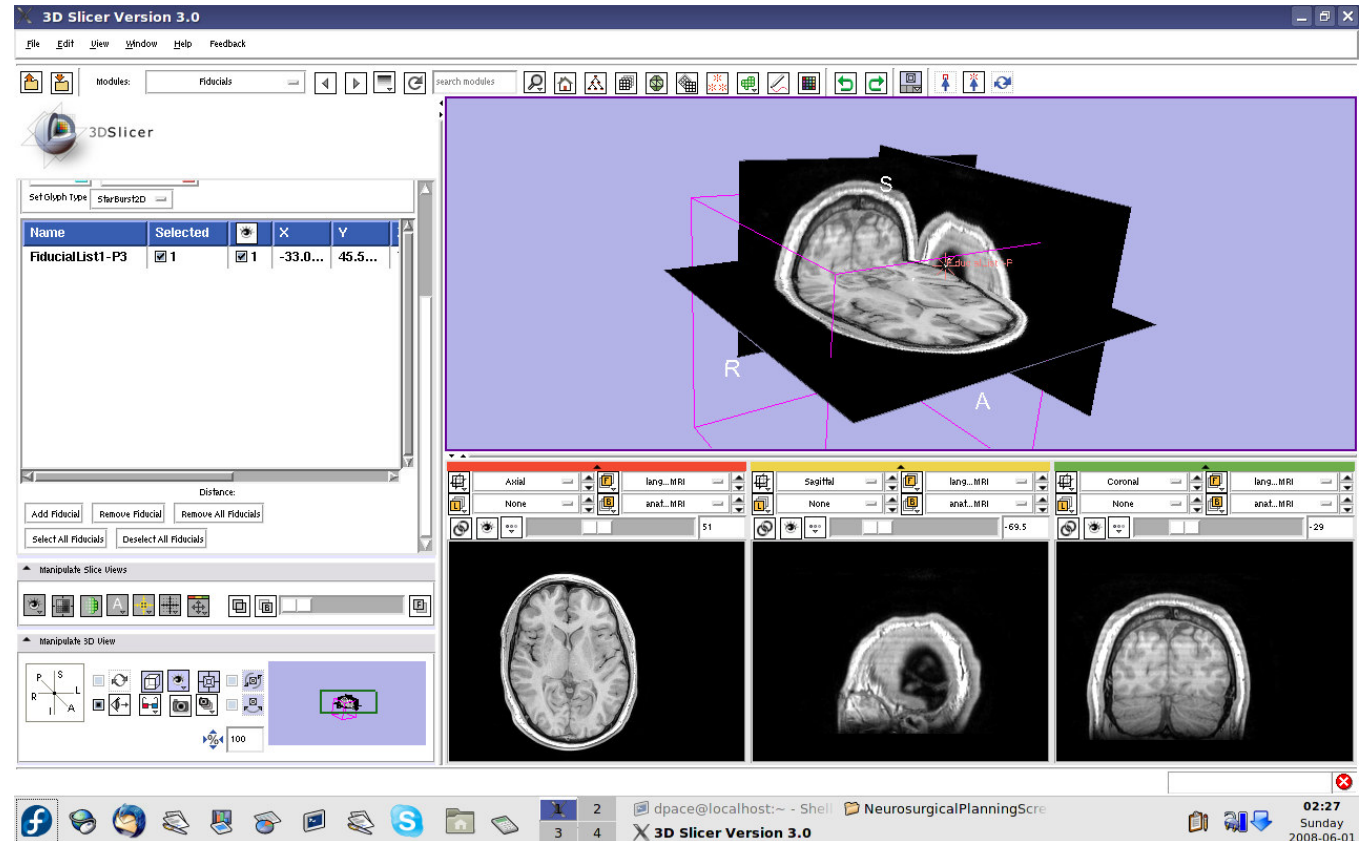 3D Slicer Version 3.0
File Edit View Window Help Feedback
Modules: Fiducials search modules
3DSlicer
Set Glyph Type StarBurst2D
Name Selected X Y
FiducialList1-P3 1 1 -33.0... 45.5...
Distance:
Add Fiducial Remove Fiducial Remove All Fiducials
Select All Fiducials Deselect All Fiducials
Manipulate Slice Views
Manipulate 3D View
P S
R L
I A
100
S
R
A
Axial lang...MRI
None anat...MRI
51
Sagittal lang...MRI
None anat...MRI
-69.5
Coronal lang...MRI
None anat...MRI
-29
1 2
3 4
dpace@localhost:~ - Shell
NeurosurgicalPlanningScre
3D Slicer Version 3.0
02:27
Sunday
2008-06-01